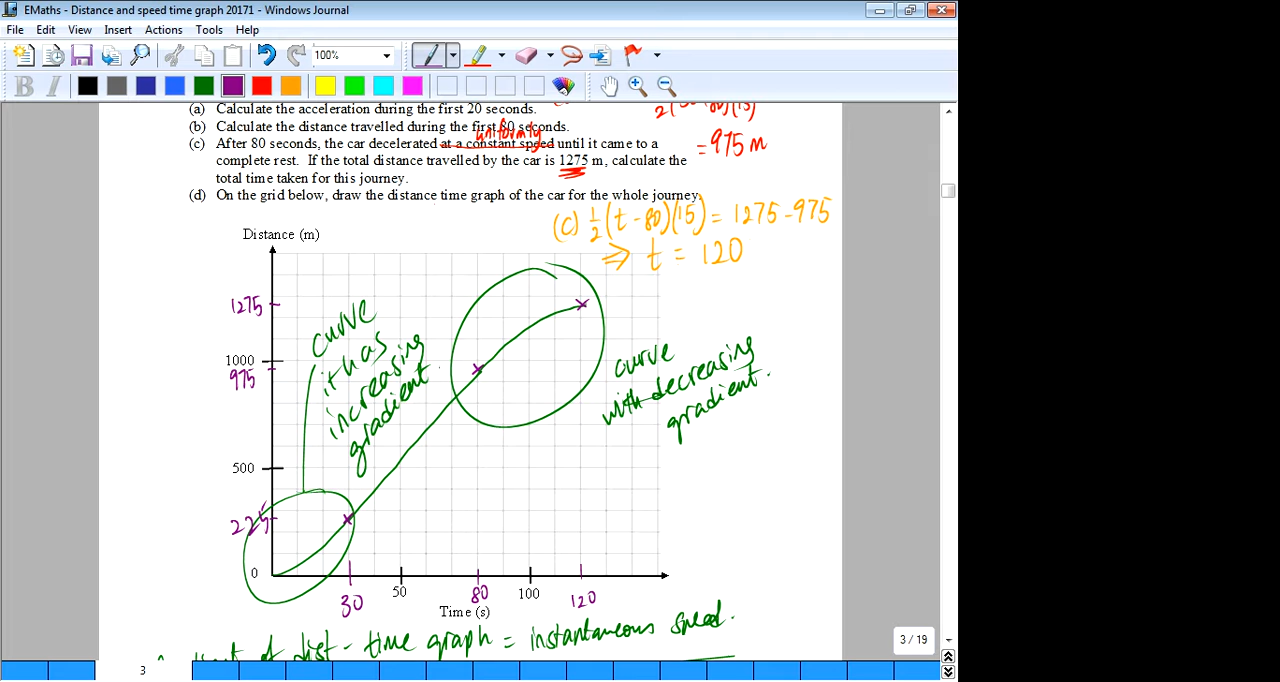 EMaths - Distance and speed time graph 20171 - Windows Journal
File Edit View Insert Actions Tools Help
100%
B I
(a) Calculate the acceleration during the first 20 seconds.
(b) Calculate the distance travelled during the first 80 seconds.
uniformly
= 975 m
(c) After 80 seconds, the car decelerated at a constant speed until it came to a
complete rest. If the total distance travelled by the car is 1275 m, calculate the
total time taken for this journey.
(d) On the grid below, draw the distance time graph of the car for the whole journey.
(c) 1/2 (t - 80)(15) = 1275 - 975
⇒ t = 120
Distance (m)
1275
1000
975
500
225
0
curve
it has
increasing
gradient.
curve
with decreasing
gradient.
30
50
80
100
120
Time (s)
of dist - time graph = instantaneous speed.
3 / 19
3